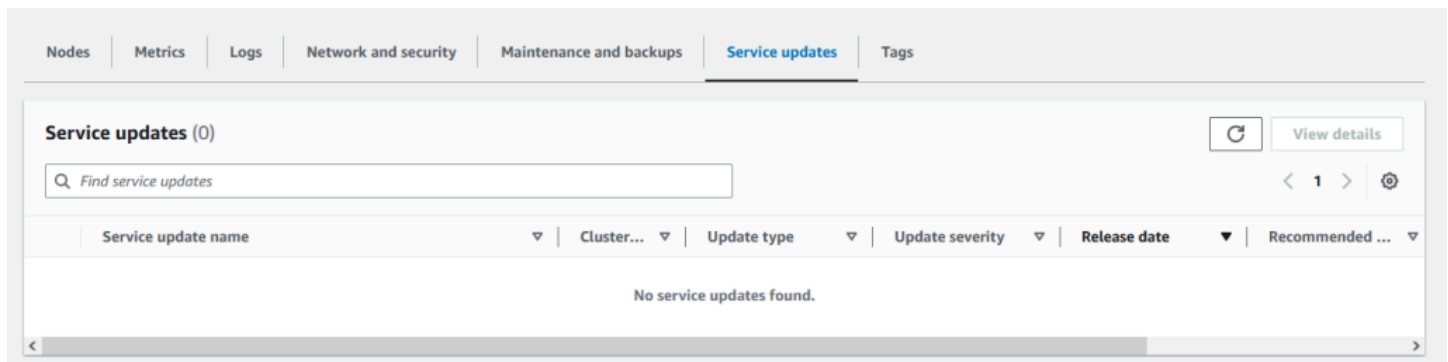 Nodes Metrics Logs Network and security Maintenance and backups Service updates Tags
Service updates (0) View details
Find service updates 1
Service update name Cluster... Update type Update severity Release date Recommended ...
No service updates found.